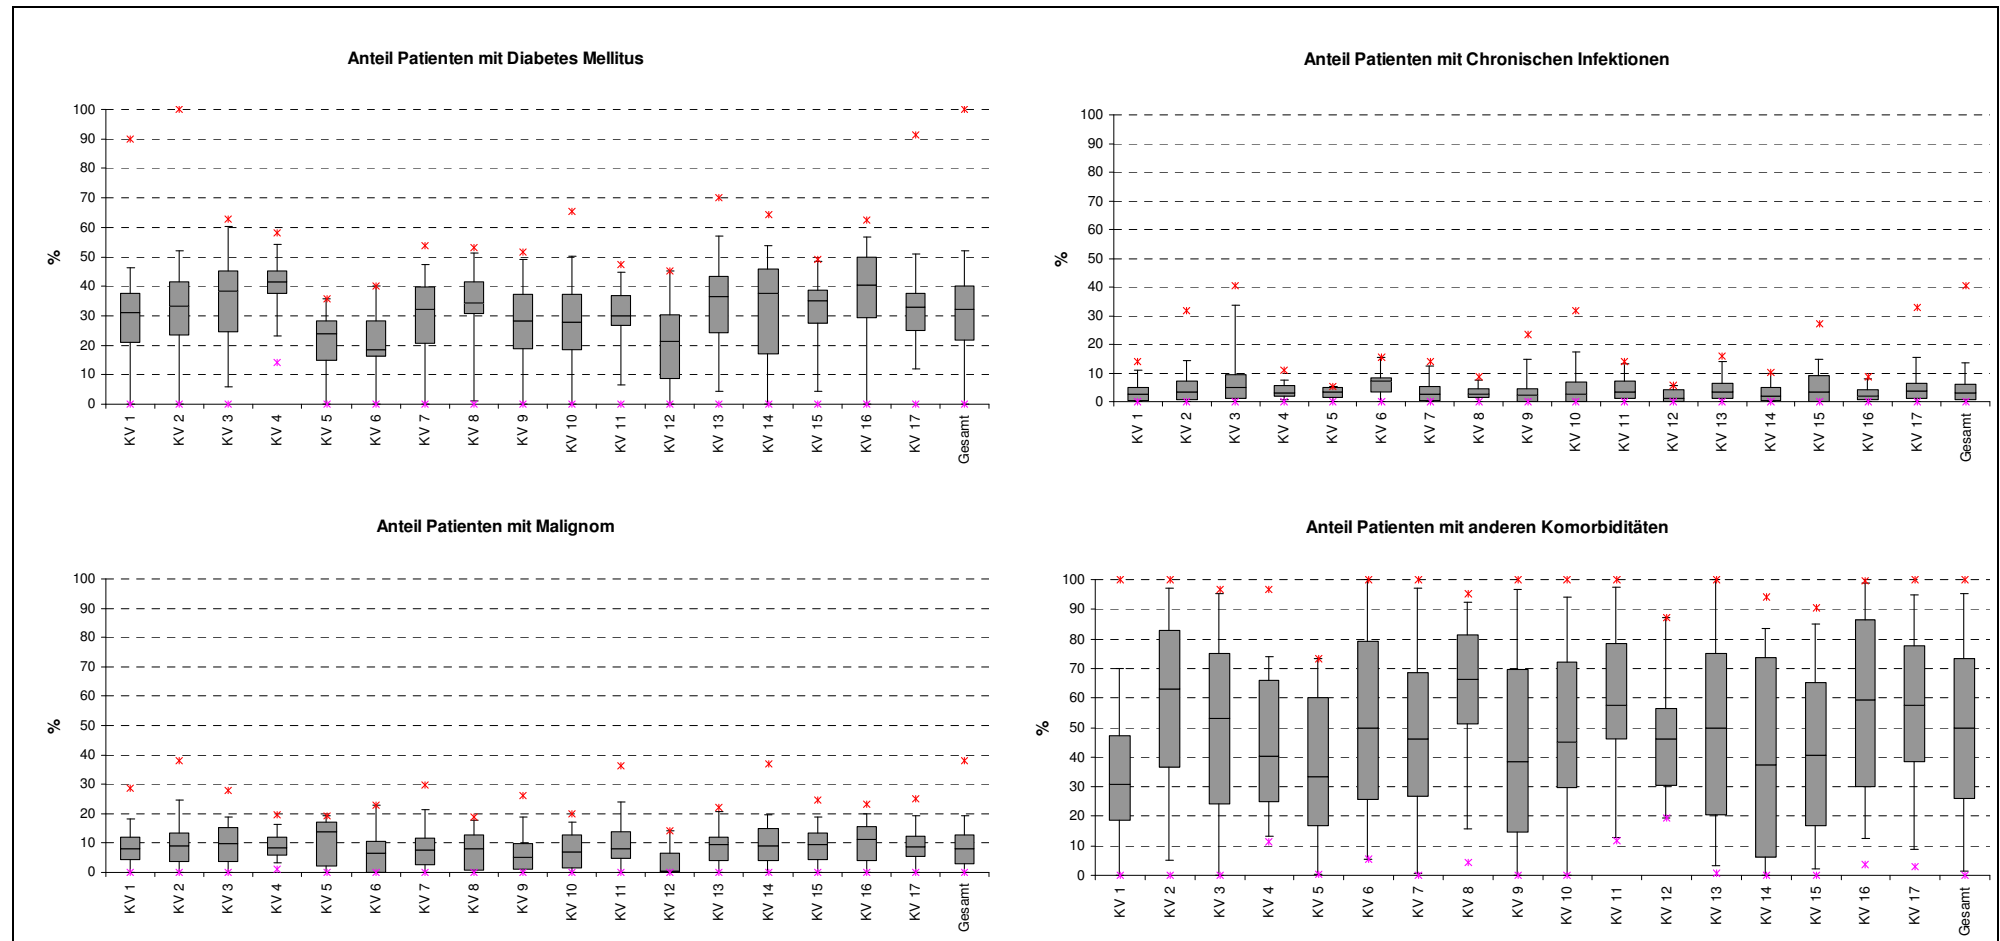 Anteil Patienten mit Diabetes Mellitus
100
90
80
70
60
50
40
30
20
10
0
%
KV 1
KV 2
KV 3
KV 4
KV 5
KV 6
KV 7
KV 8
KV 9
KV 10
KV 11
KV 12
KV 13
KV 14
KV 15
KV 16
KV 17
Gesamt
Anteil Patienten mit Chronischen Infektionen
100
90
80
70
60
50
40
30
20
10
0
%
KV 1
KV 2
KV 3
KV 4
KV 5
KV 6
KV 7
KV 8
KV 9
KV 10
KV 11
KV 12
KV 13
KV 14
KV 15
KV 16
KV 17
Gesamt
Anteil Patienten mit Malignom
100
90
80
70
60
50
40
30
20
10
0
%
KV 1
KV 2
KV 3
KV 4
KV 5
KV 6
KV 7
KV 8
KV 9
KV 10
KV 11
KV 12
KV 13
KV 14
KV 15
KV 16
KV 17
Gesamt
Anteil Patienten mit anderen Komorbiditäten
100
90
80
70
60
50
40
30
20
10
0
%
KV 1
KV 2
KV 3
KV 4
KV 5
KV 6
KV 7
KV 8
KV 9
KV 10
KV 11
KV 12
KV 13
KV 14
KV 15
KV 16
KV 17
Gesamt